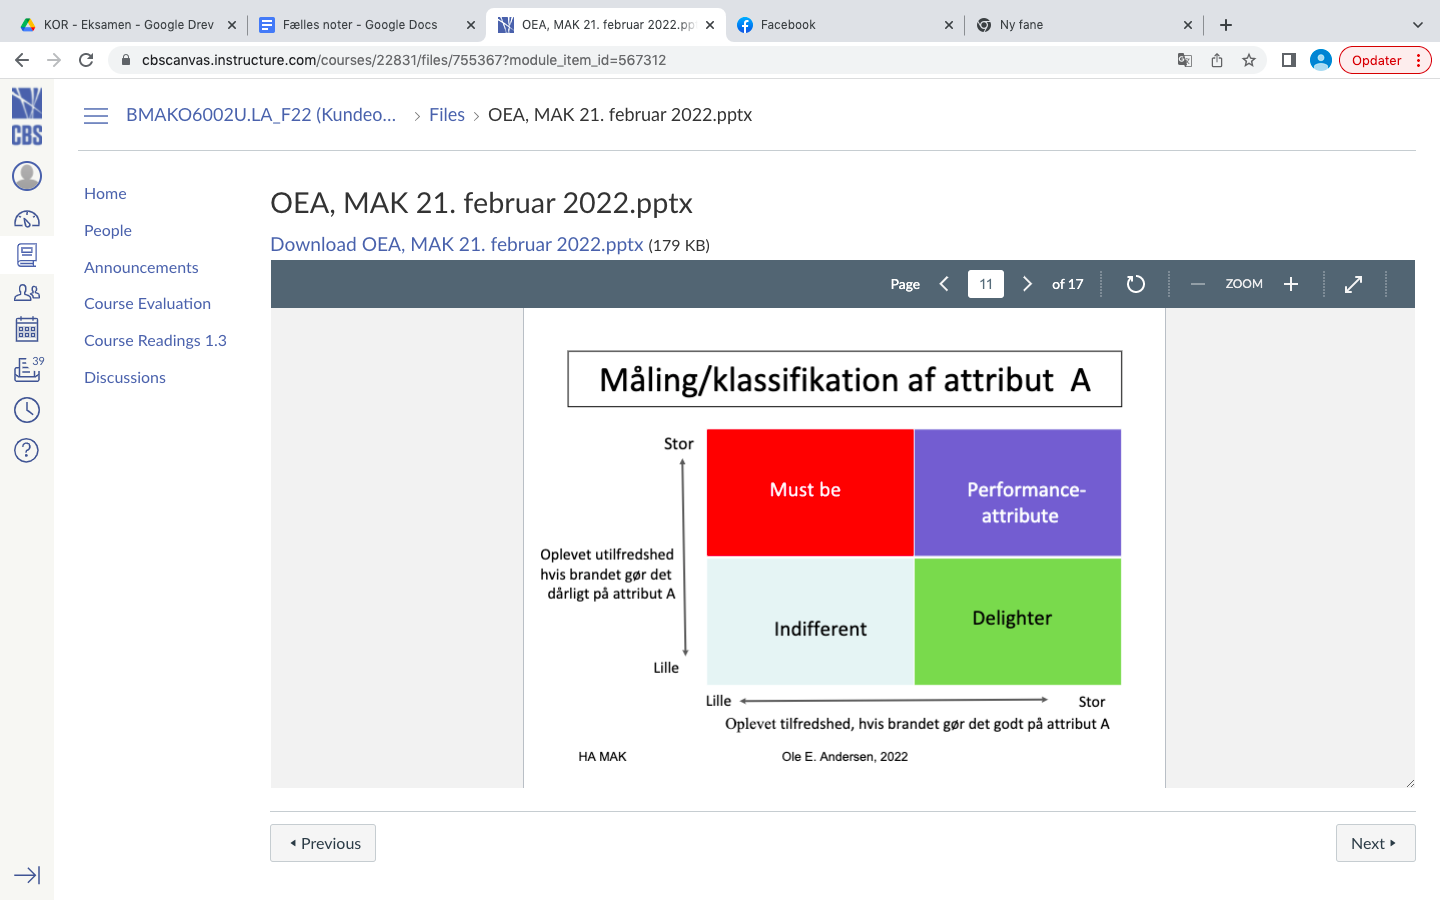 KOR - Eksamen - Google Drev
Fælles noter - Google Docs
OEA, MAK 21. februar 2022.pp
Facebook
Ny fane
cbscanvas.instructure.com/courses/22831/files/755367?module_item_id=567312
Opdater
CBS
BMAKO6002U.LA_F22 (Kundeo...
Files
OEA, MAK 21. februar 2022.pptx
39
Home
People
Announcements
Course Evaluation
Course Readings 1.3
Discussions
OEA, MAK 21. februar 2022.pptx
Download OEA, MAK 21. februar 2022.pptx (179 KB)
Page 11 of 17
ZOOM
Måling/klassifikation af attribut A
Stor
Must be
Performance-
attribute
Oplevet utilfredshed
hvis brandet gør det
dårligt på attribut A
Indifferent
Delighter
Lille
Lille
Stor
Oplevet tilfredshed, hvis brandet gør det godt på attribut A
HA MAK
Ole E. Andersen, 2022
Previous
Next